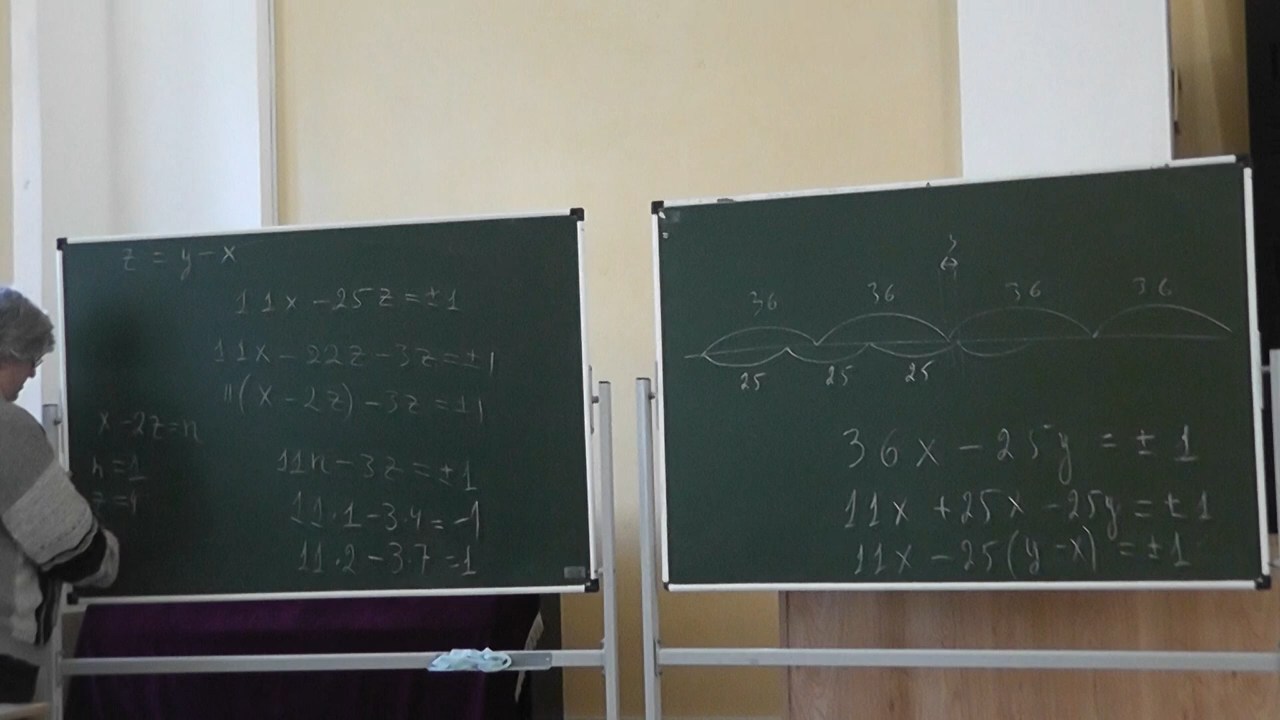 z = y - x
11x - 25z = ±1
11x - 22z - 3z = ±1
11(x - 2z) - 3z = ±1
x - 2z = n
n = 1
z = 4
11n - 3z = ±1
11·1 - 3·4 = -1
11·2 - 3·7 = 1
36 36 36 36
25 25 25
36x - 25y = ±1
11x + 25x - 25y = ±1
11x - 25(y - x) = ±1